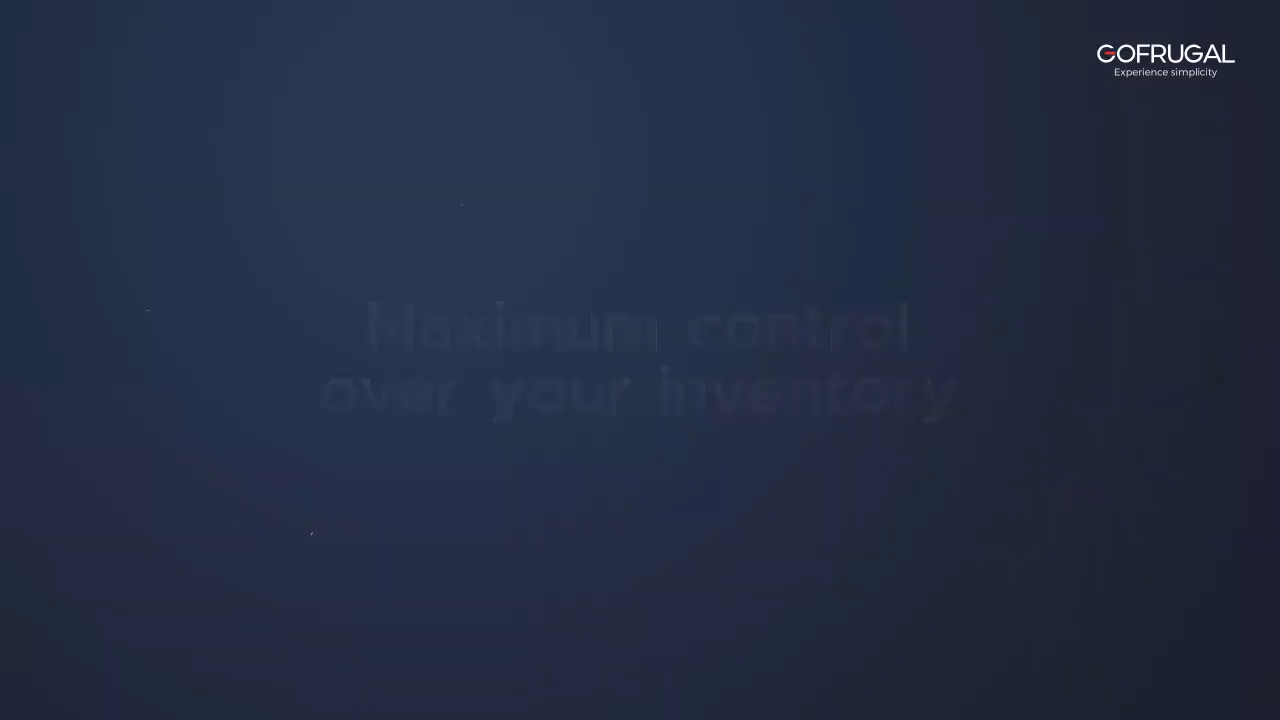 GOFRUGAL
Experience simplicity
Maximum control
over your inventory